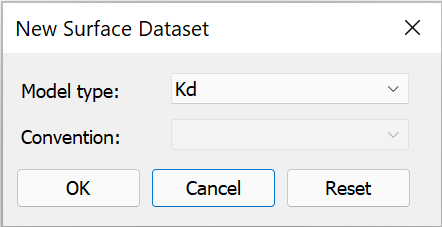 New Surface Dataset
Model type: Kd
Convention:
OK Cancel Reset